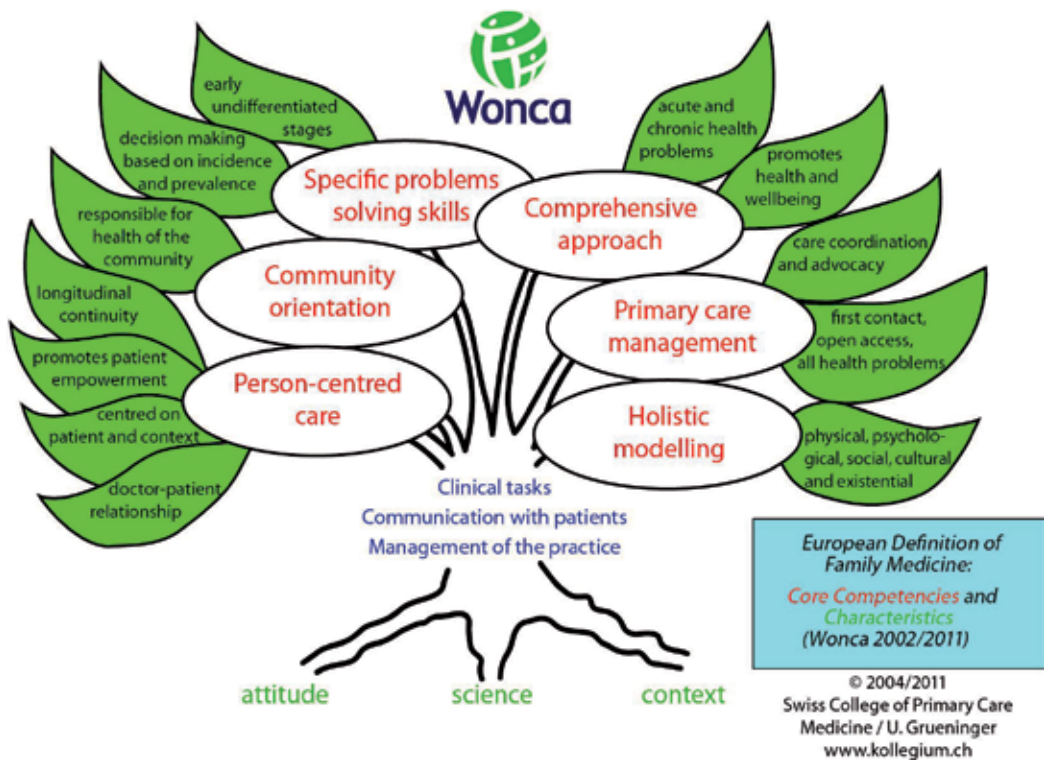 Wonca
early
undifferentiated
stages
decision making
based on incidence
and prevalence
responsible for
health of the
community
longitudinal
continuity
promotes patient
empowerment
centred on
patient and context
doctor-patient
relationship
Specific problems
solving skills
Community
orientation
Person-centred
care
Comprehensive
approach
Primary care
management
Holistic
modelling
acute and
chronic health
problems
promotes
health and
wellbeing
care coordination
and advocacy
first contact,
open access,
all health problems
physical, psycholo-
gical, social, cultural
and existential
Clinical tasks
Communication with patients
Management of the practice
attitude
science
context
European Definition of
Family Medicine:
Core Competencies and
Characteristics
(Wonca 2002/2011)
© 2004/2011
Swiss College of Primary Care
Medicine / U. Grueninger
www.kollegium.ch